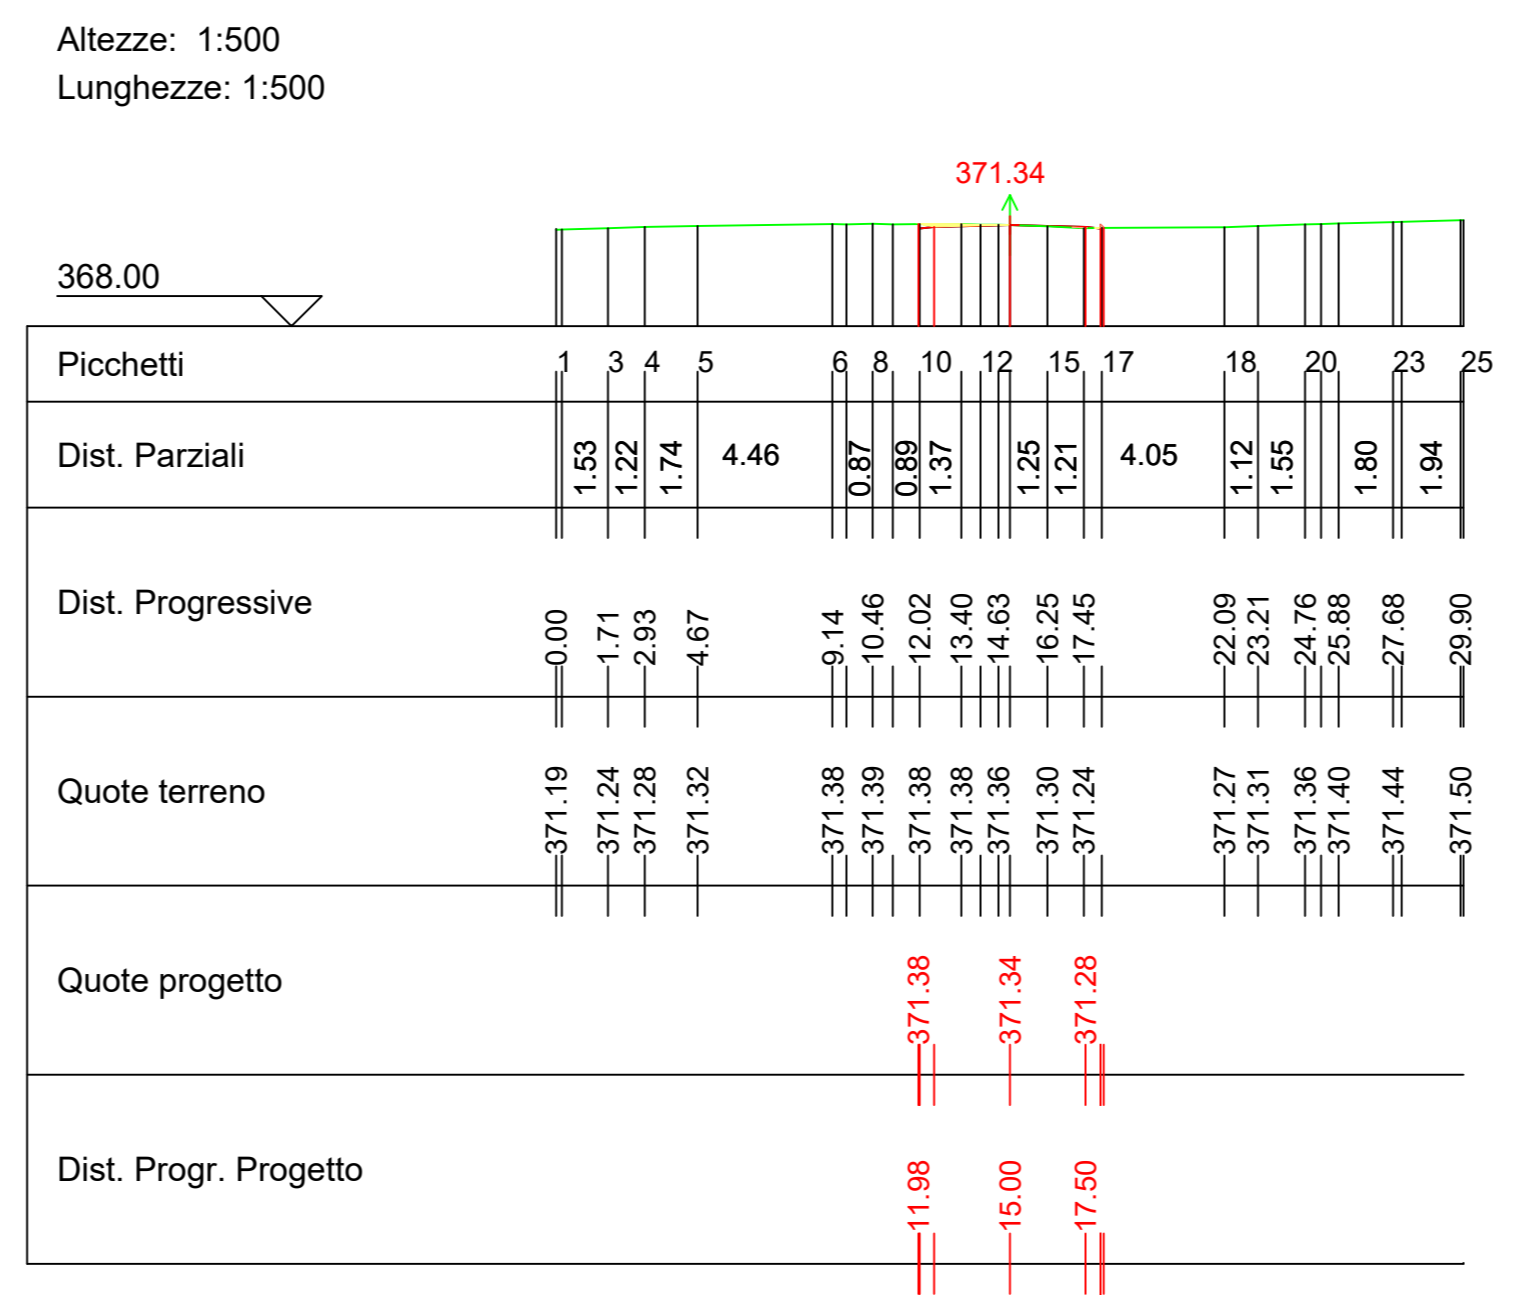 Altezze: 1:500
Lunghezze: 1:500
371.34
368.00
Picchetti 1 3 4 5 6 8 10 12 15 17 18 20 23 25
Dist. Parziali 1.53 1.22 1.74 4.46 0.87 0.89 1.37 1.25 1.21 4.05 1.12 1.55 1.80 1.94
Dist. Progressive 0.00 1.71 2.93 4.67 9.14 10.46 12.02 13.40 14.63 16.25 17.45 22.09 23.21 24.76 25.88 27.68 29.90
Quote terreno 371.19 371.24 371.28 371.32 371.38 371.39 371.38 371.38 371.36 371.30 371.24 371.27 371.31 371.36 371.40 371.44 371.50
Quote progetto 371.38 371.34 371.28
Dist. Progr. Progetto 11.98 15.00 17.50